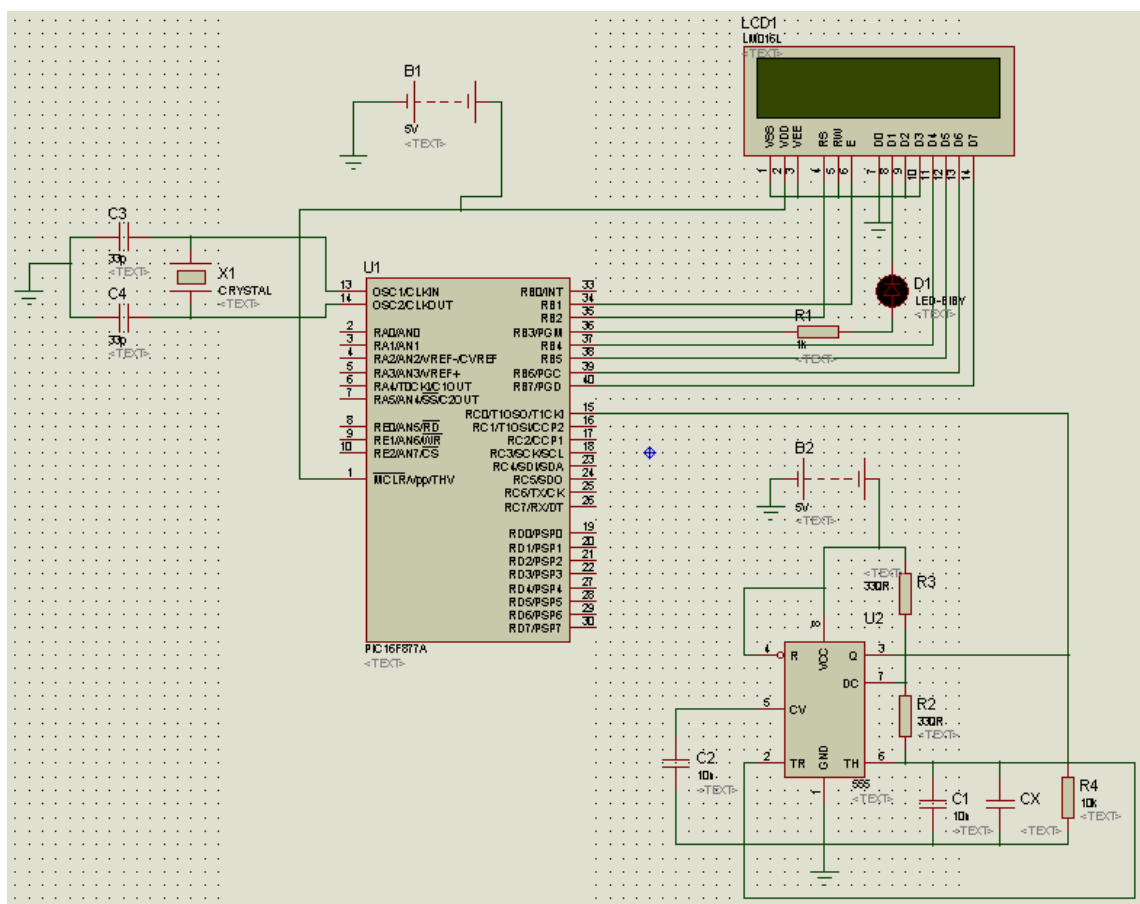 LCD1
LM016L
<TEXT>
VSS VDD VEE RS RW E D0 D1 D2 D3 D4 D5 D6 D7
1 2 3 4 5 6 7 8 9 10 11 12 13 14
B1
5V
<TEXT>
C3
33p
<TEXT>
X1
CRYSTAL
<TEXT>
C4
33p
<TEXT>
U1
13 OSC1/CLKIN
14 OSC2/CLKOUT
2 RA0/AN0
3 RA1/AN1
4 RA2/AN2/VREF-/CVREF
5 RA3/AN3/VREF+
6 RA4/T0CKI/C1OUT
7 RA5/AN4/SS/C2OUT
8 RE0/AN5/RD
9 RE1/AN6/WR
10 RE2/AN7/CS
1 MCLR/Vpp/THV
RB0/INT 33
RB1 34
RB2 35
RB3/PGM 36
RB4 37
RB5 38
RB6/PGC 39
RB7/PGD 40
RC0/T1OSO/T1CKI 15
RC1/T1OSI/CCP2 16
RC2/CCP1 17
RC3/SCK/SCL 18
RC4/SDI/SDA 23
RC5/SDO 24
RC6/TX/CK 25
RC7/RX/DT 26
RD0/PSP0 19
RD1/PSP1 20
RD2/PSP2 21
RD3/PSP3 22
RD4/PSP4 27
RD5/PSP5 28
RD6/PSP6 29
RD7/PSP7 30
PIC16F877A
<TEXT>
D1
LED-BIBY
<TEXT>
R1
1k
<TEXT>
B2
5V
<TEXT>
R3
330R
<TEXT>
U2
8
4 R
VCC
Q 3
DC 7
5 CV
2 TR
GND
TH 6
1
555
<TEXT>
R2
330R
<TEXT>
C2
10n
<TEXT>
C1
10n
<TEXT>
CX
<TEXT>
R4
10k
<TEXT>